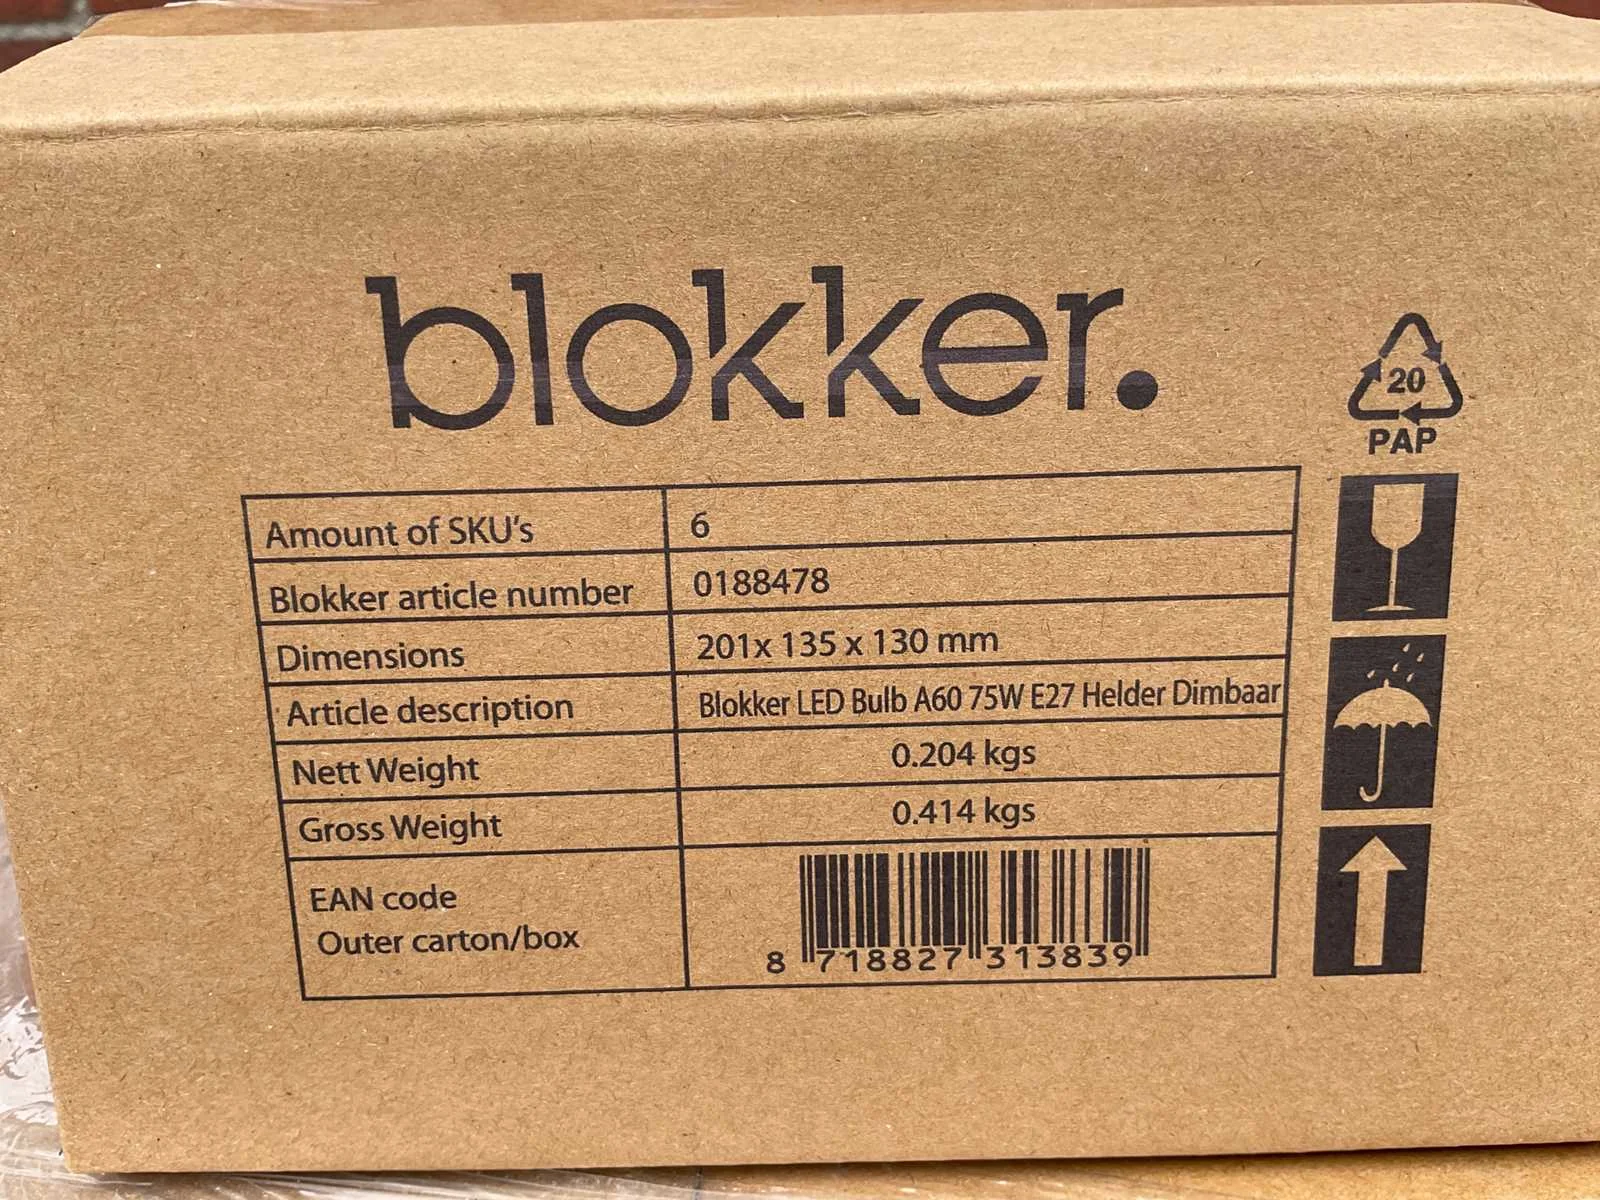 blokker.
20
PAP
Amount of SKU's 6
Blokker article number 0188478
Dimensions 201x 135 x 130 mm
Article description Blokker LED Bulb A60 75W E27 Helder Dimbaar
Nett Weight 0.204 kgs
Gross Weight 0.414 kgs
EAN code
Outer carton/box
8 718827 313839